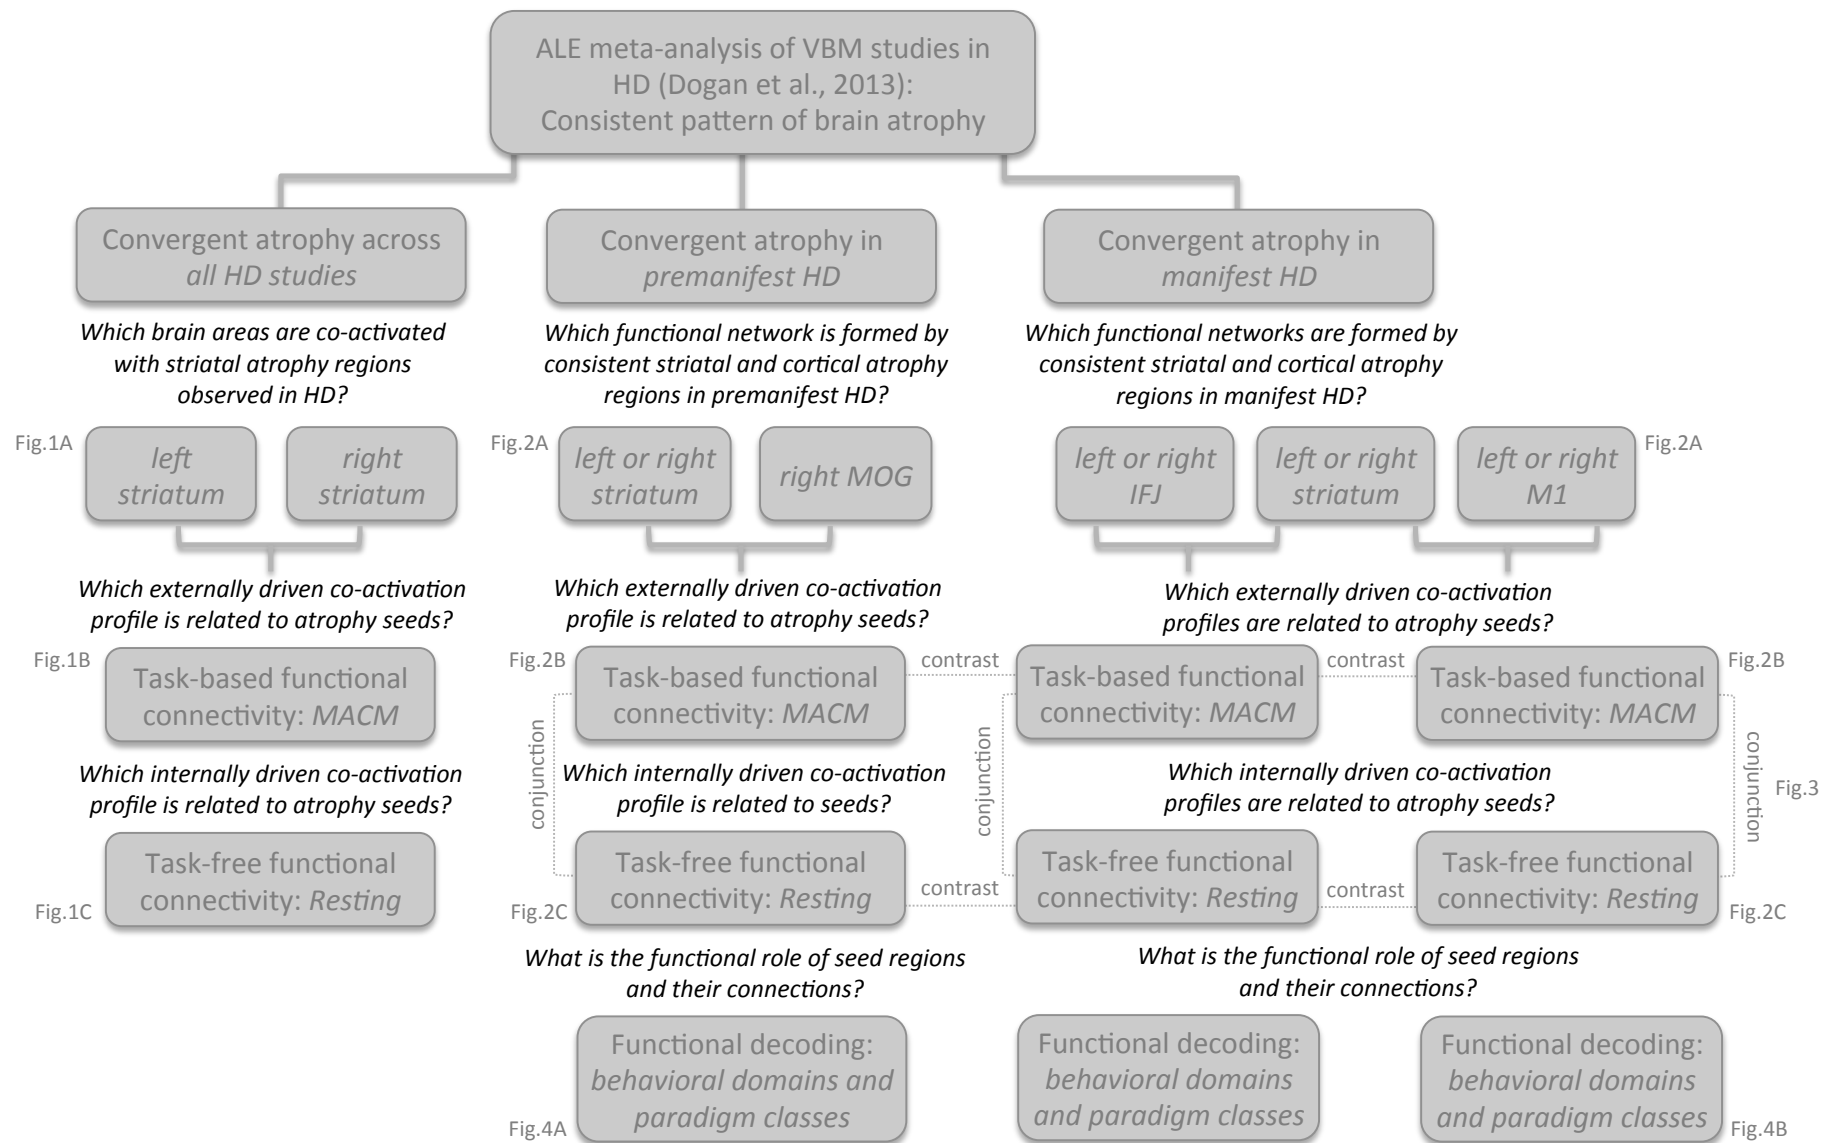 ALE meta-analysis of VBM studies in
HD (Dogan et al., 2013):
Consistent pattern of brain atrophy
Convergent atrophy across
all HD studies
Convergent atrophy in
premanifest HD
Convergent atrophy in
manifest HD
Which brain areas are co-activated
with striatal atrophy regions
observed in HD?
Which functional network is formed by
consistent striatal and cortical atrophy
regions in premanifest HD?
Which functional networks are formed by
consistent striatal and cortical atrophy
regions in manifest HD?
Fig.1A
left
striatum
right
striatum
Fig.2A
left or right
striatum
right MOG
left or right
IFJ
left or right
striatum
left or right
M1
Fig.2A
Which externally driven co-activation
profile is related to atrophy seeds?
Which externally driven co-activation
profile is related to atrophy seeds?
Which externally driven co-activation
profiles are related to atrophy seeds?
Fig.1B
Task-based functional
connectivity: MACM
Fig.2B
Task-based functional
connectivity: MACM
contrast
Task-based functional
connectivity: MACM
contrast
Task-based functional
connectivity: MACM
Fig.2B
Which internally driven co-activation
profile is related to atrophy seeds?
conjunction
Which internally driven co-activation
profile is related to seeds?
conjunction
Which internally driven co-activation
profiles are related to atrophy seeds?
conjunction
Fig.3
Task-free functional
connectivity: Resting
Fig.1C
Task-free functional
connectivity: Resting
Fig.2C
contrast
Task-free functional
connectivity: Resting
contrast
Task-free functional
connectivity: Resting
Fig.2C
What is the functional role of seed regions
and their connections?
What is the functional role of seed regions
and their connections?
Functional decoding:
behavioral domains and
paradigm classes
Fig.4A
Functional decoding:
behavioral domains
and paradigm classes
Functional decoding:
behavioral domains
and paradigm classes
Fig.4B